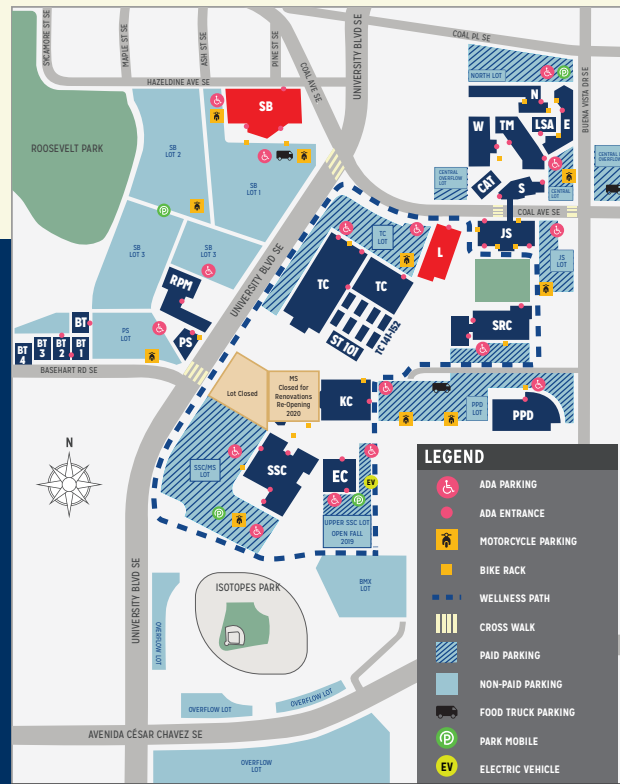 SYCAMORE ST SE
MAPLE ST SE
ASH ST SE
PINE ST SE
COAL AVE SE
UNIVERSITY BLVD SE
COAL PL SE
BUENA VISTA DR SE
HAZELDINE AVE SE
NORTH LOT
ROOSEVELT PARK
SB
LOT 2
SB
SB
LOT 1
N
W
TM
LSA
E
CAT
S
CENTRAL
OVERFLOW
LOT
CENTRAL
LOT
COAL AVE SE
SB
LOT 3
SB
LOT 3
TC
LOT
L
JS
JS
LOT
UNIVERSITY BLVD SE
RPM
TC
TC
ST 101
TC 141-152
SRC
PS
LOT
PS
BT
BT
4
BT
3
BT
2
BT
1
BASEHART RD SE
Lot Closed
MS
Closed for
Renovations
Re-Opening
2020
KC
PPD
LOT
PPD
N
SSC/MS
LOT
SSC
EC
EV
UPPER SSC LOT
OPEN FALL
2019
UNIVERSITY BLVD SE
OVERFLOW LOT
ISOTOPES PARK
BMX
LOT
OVERFLOW LOT
OVERFLOW LOT
AVENIDA CÉSAR CHAVEZ SE
OVERFLOW
LOT
LEGEND
ADA PARKING
ADA ENTRANCE
MOTORCYCLE PARKING
BIKE RACK
WELLNESS PATH
CROSS WALK
PAID PARKING
NON-PAID PARKING
FOOD TRUCK PARKING
PARK MOBILE
EV
ELECTRIC VEHICLE